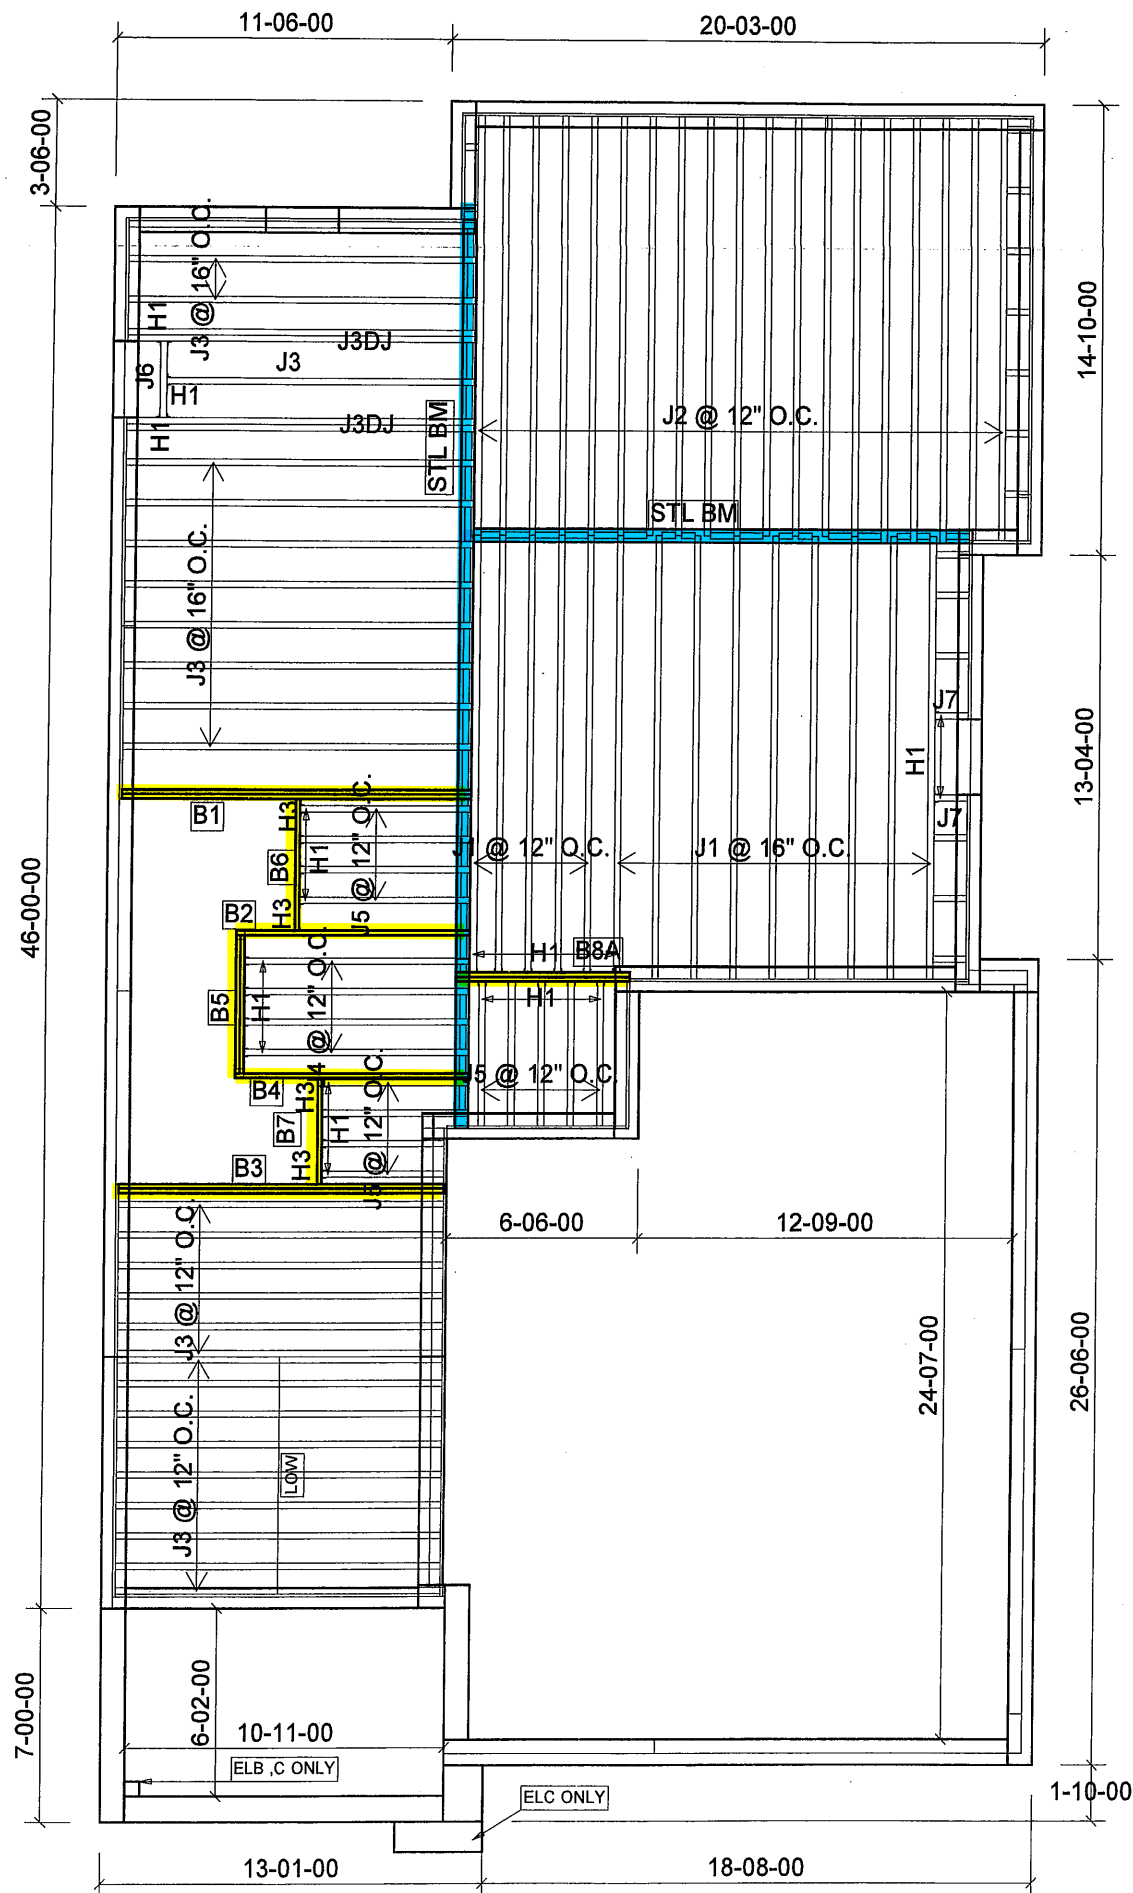 11-06-00
20-03-00
3-06-00
J3 @ 16" O.C.
H1
J3DJ
J3
J6
H1
H1
J3DJ
STL BM
J2 @ 12" O.C.
14-10-00
STL BM
J3 @ 16" O.C.
J7
H1
J7
13-04-00
B1
H3
B6
H1
J5 @ 12" O.C.
J1 @ 12" O.C.
J1 @ 16" O.C.
46-00-00
H3
B2
H1
B8A
B5
H1
J4 @ 12" O.C.
H1
J5 @ 12" O.C.
B4
H3
B7
H1
J5 @ 12" O.C.
H3
B3
6-06-00
12-09-00
J3 @ 12" O.C.
24-07-00
26-06-00
J3 @ 12" O.C.
LOW
7-00-00
6-02-00
10-11-00
ELB ,C ONLY
ELC ONLY
1-10-00
13-01-00
18-08-00